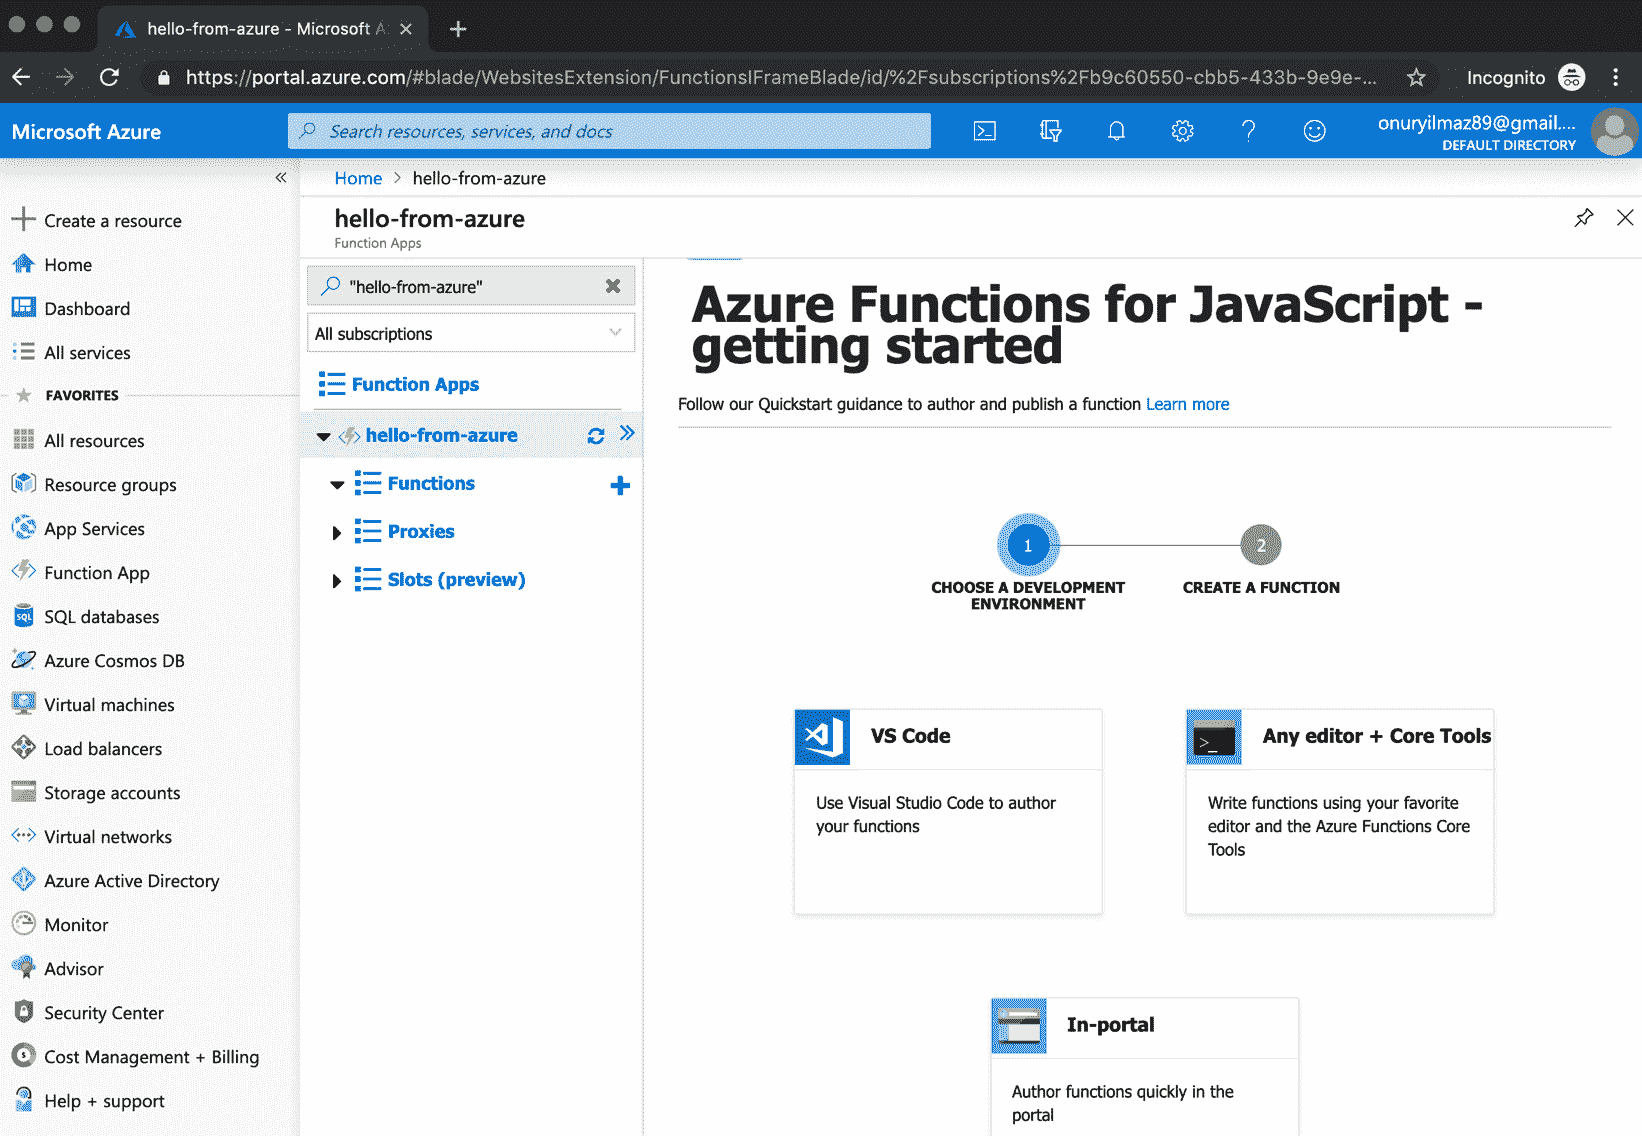 hello-from-azure - Microsoft A
https://portal.azure.com/#blade/WebsitesExtension/FunctionsIFrameBlade/id/%2Fsubscriptions%2Fb9c60550-cbb5-433b-9e9e-...
Incognito
Microsoft Azure
Search resources, services, and docs
onuryilmaz89@gmail....
DEFAULT DIRECTORY
Home > hello-from-azure
hello-from-azure
Function Apps
Create a resource
Home
Dashboard
All services
FAVORITES
All resources
Resource groups
App Services
Function App
SQL databases
Azure Cosmos DB
Virtual machines
Load balancers
Storage accounts
Virtual networks
Azure Active Directory
Monitor
Advisor
Security Center
Cost Management + Billing
Help + support
"hello-from-azure"
All subscriptions
Function Apps
hello-from-azure
Functions
Proxies
Slots (preview)
Azure Functions for JavaScript -
getting started
Follow our Quickstart guidance to author and publish a function Learn more
1
2
CHOOSE A DEVELOPMENT
ENVIRONMENT
CREATE A FUNCTION
VS Code
Use Visual Studio Code to author
your functions
Any editor + Core Tools
Write functions using your favorite
editor and the Azure Functions Core
Tools
In-portal
Author functions quickly in the
portal